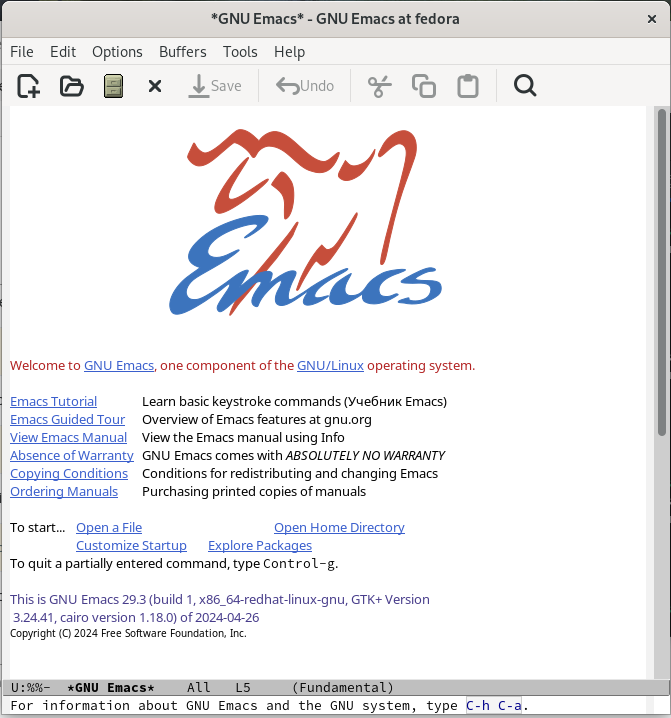 *GNU Emacs* - GNU Emacs at fedora
File Edit Options Buffers Tools Help
Save Undo
Emacs
Welcome to GNU Emacs, one component of the GNU/Linux operating system.
Emacs Tutorial Learn basic keystroke commands (Учебник Emacs)
Emacs Guided Tour Overview of Emacs features at gnu.org
View Emacs Manual View the Emacs manual using Info
Absence of Warranty GNU Emacs comes with ABSOLUTELY NO WARRANTY
Copying Conditions Conditions for redistributing and changing Emacs
Ordering Manuals Purchasing printed copies of manuals
To start... Open a File Open Home Directory
Customize Startup Explore Packages
To quit a partially entered command, type Control-g.
This is GNU Emacs 29.3 (build 1, x86_64-redhat-linux-gnu, GTK+ Version
3.24.41, cairo version 1.18.0) of 2024-04-26
Copyright (C) 2024 Free Software Foundation, Inc.
U:%%- *GNU Emacs* All L5 (Fundamental)
For information about GNU Emacs and the GNU system, type C-h C-a.